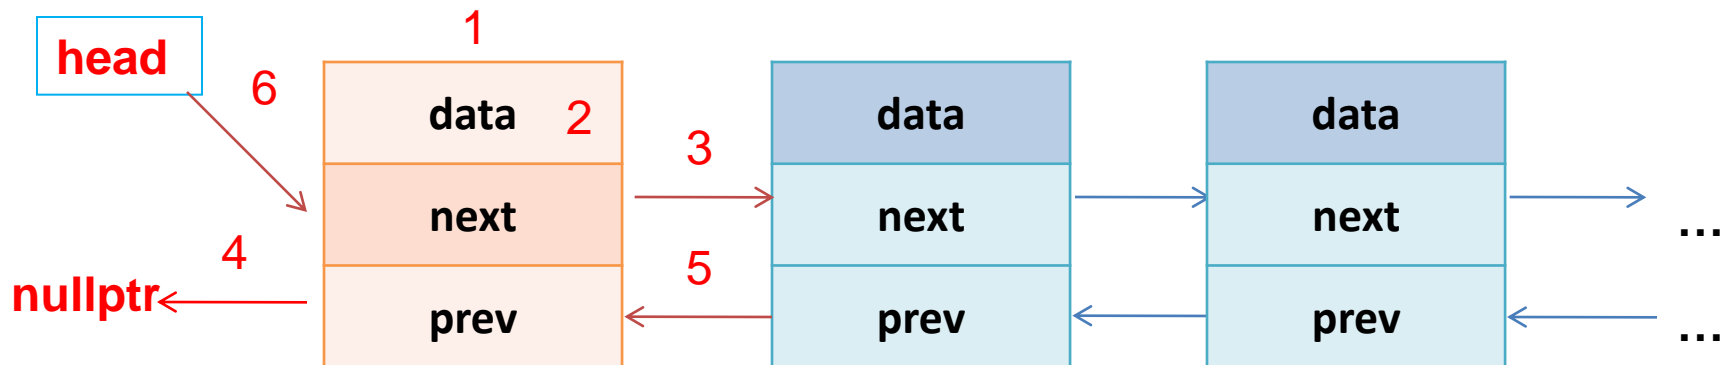 1
head
6
data 2
data
data
3
next
next
next
...
4
5
nullptr
prev
prev
prev
...